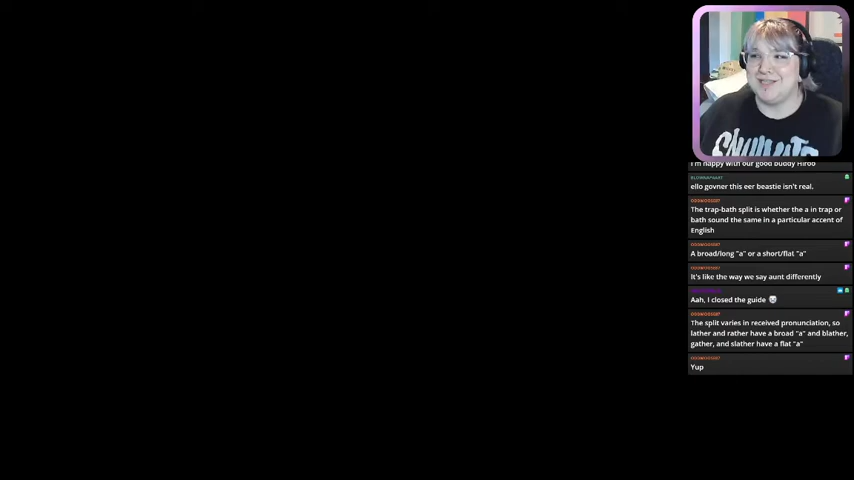 I'm happy with our good buddy Hiroo
ello govner this eer beastie isn't real.
The trap-bath split is whether the a in trap or
bath sound the same in a particular accent of
English
A broad/long "a" or a short/flat "a"
It's like the way we say aunt differently
Aah, I closed the guide
The split varies in received pronunciation, so
lather and rather have a broad "a" and blather,
gather, and slather have a flat "a"
Yup